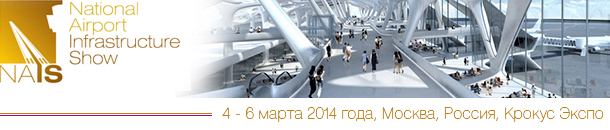 National
Airport
Infrastructure
Show
NAIS
4 - 6 марта 2014 года, Москва, Россия, Крокус Экспо